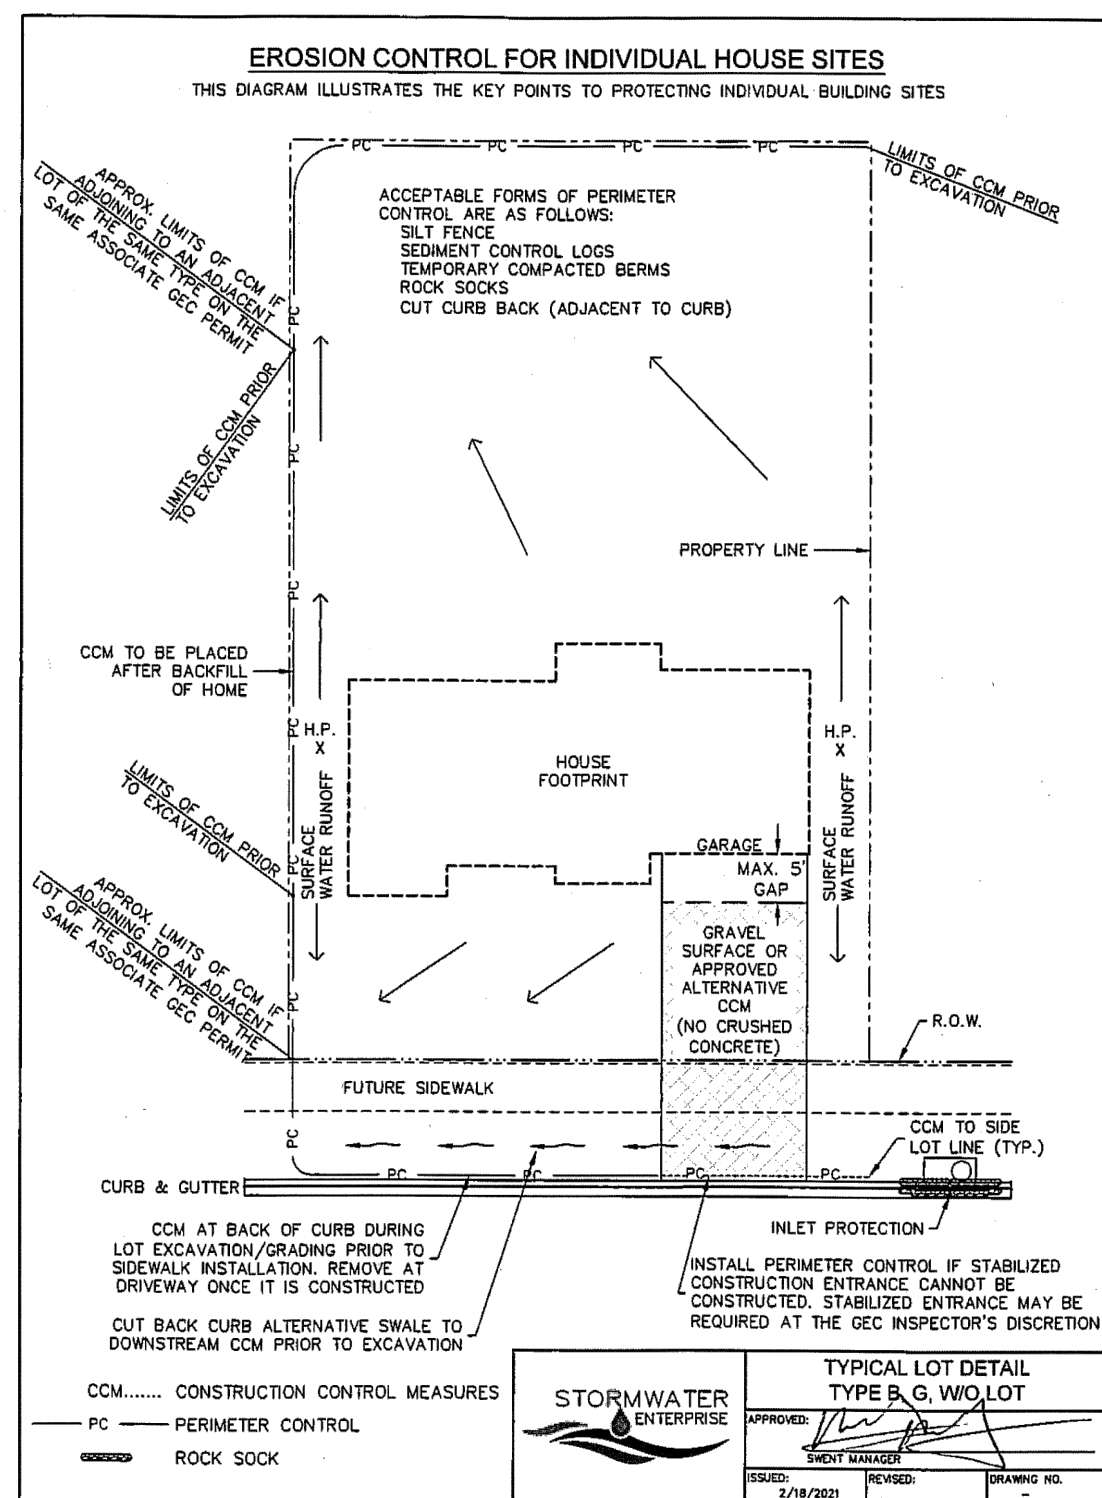 EROSION CONTROL FOR INDIVIDUAL HOUSE SITES
THIS DIAGRAM ILLUSTRATES THE KEY POINTS TO PROTECTING INDIVIDUAL BUILDING SITES
PC PC PC PC
LIMITS OF CCM PRIOR
TO EXCAVATION
APPROX. LIMITS OF CCM IF
ADJOINING TO AN ADJACENT
LOT OF THE SAME TYPE ON THE
SAME ASSOCIATE GEC PERMIT
ACCEPTABLE FORMS OF PERIMETER
CONTROL ARE AS FOLLOWS:
SILT FENCE
SEDIMENT CONTROL LOGS
TEMPORARY COMPACTED BERMS
ROCK SOCKS
CUT CURB BACK (ADJACENT TO CURB)
PC
LIMITS OF CCM PRIOR
TO EXCAVATION
PC
PROPERTY LINE
PC
CCM TO BE PLACED
AFTER BACKFILL
OF HOME
PC
H.P.
X
H.P.
X
HOUSE
FOOTPRINT
LIMITS OF CCM PRIOR
TO EXCAVATION
PC
SURFACE
WATER RUNOFF
SURFACE
WATER RUNOFF
GARAGE
MAX. 5'
GAP
APPROX. LIMITS OF CCM IF
ADJOINING TO AN ADJACENT
LOT OF THE SAME TYPE ON THE
SAME ASSOCIATE GEC PERMIT
GRAVEL
SURFACE OR
APPROVED
ALTERNATIVE
CCM
(NO CRUSHED
CONCRETE)
PC
R.O.W.
FUTURE SIDEWALK
PC
CCM TO SIDE
LOT LINE (TYP.)
PC PC PC PC
CURB & GUTTER
INLET PROTECTION
CCM AT BACK OF CURB DURING
LOT EXCAVATION/GRADING PRIOR TO
SIDEWALK INSTALLATION. REMOVE AT
DRIVEWAY ONCE IT IS CONSTRUCTED
INSTALL PERIMETER CONTROL IF STABILIZED
CONSTRUCTION ENTRANCE CANNOT BE
CONSTRUCTED. STABILIZED ENTRANCE MAY BE
REQUIRED AT THE GEC INSPECTOR'S DISCRETION
CUT BACK CURB ALTERNATIVE SWALE TO
DOWNSTREAM CCM PRIOR TO EXCAVATION
CCM....... CONSTRUCTION CONTROL MEASURES
PC PERIMETER CONTROL
ROCK SOCK
STORMWATER
ENTERPRISE
TYPICAL LOT DETAIL
TYPE B, G, W/O LOT
APPROVED:
SWENT MANAGER
ISSUED:
2/18/2021
REVISED:
DRAWING NO.